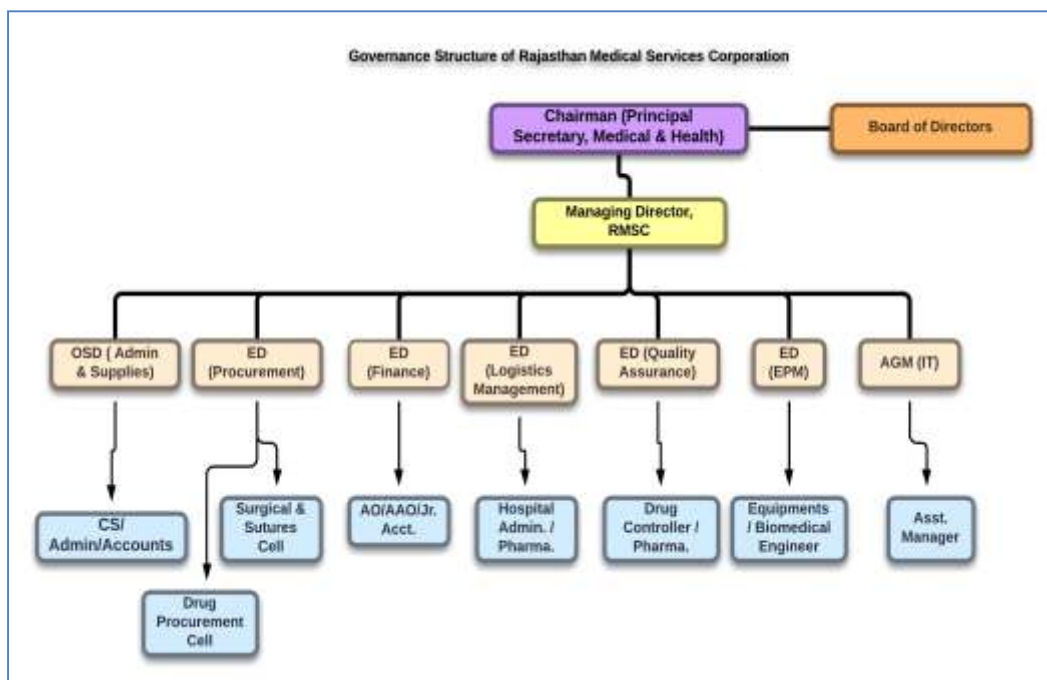 Governance Structure of Rajasthan Medical Services Corporation
Chairman (Principal
Secretary, Medical & Health)
Board of Directors
Managing Director,
RMSC
OSD ( Admin
& Supplies)
ED
(Procurement)
ED
(Finance)
ED
(Logistics
Management)
ED (Quality
Assurance)
ED
(EPM)
AGM (IT)
CS/
Admin/Accounts
Surgical &
Sutures
Cell
AO/AAO/Jr.
Acct.
Hospital
Admin. /
Pharma.
Drug
Controller /
Pharma.
Equipments
/ Biomedical
Engineer
Asst.
Manager
Drug
Procurement
Cell